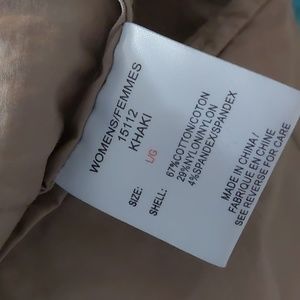 WOMENS/FEMMES
15112
KHAKI
SIZE: L/G
SHELL: 67%COTTON/COTON
29%NYLON/NYLON
4%SPANDEX/SPANDEX
MADE IN CHINA/
FABRIQUE EN CHINE
SEE REVERSE FOR CARE